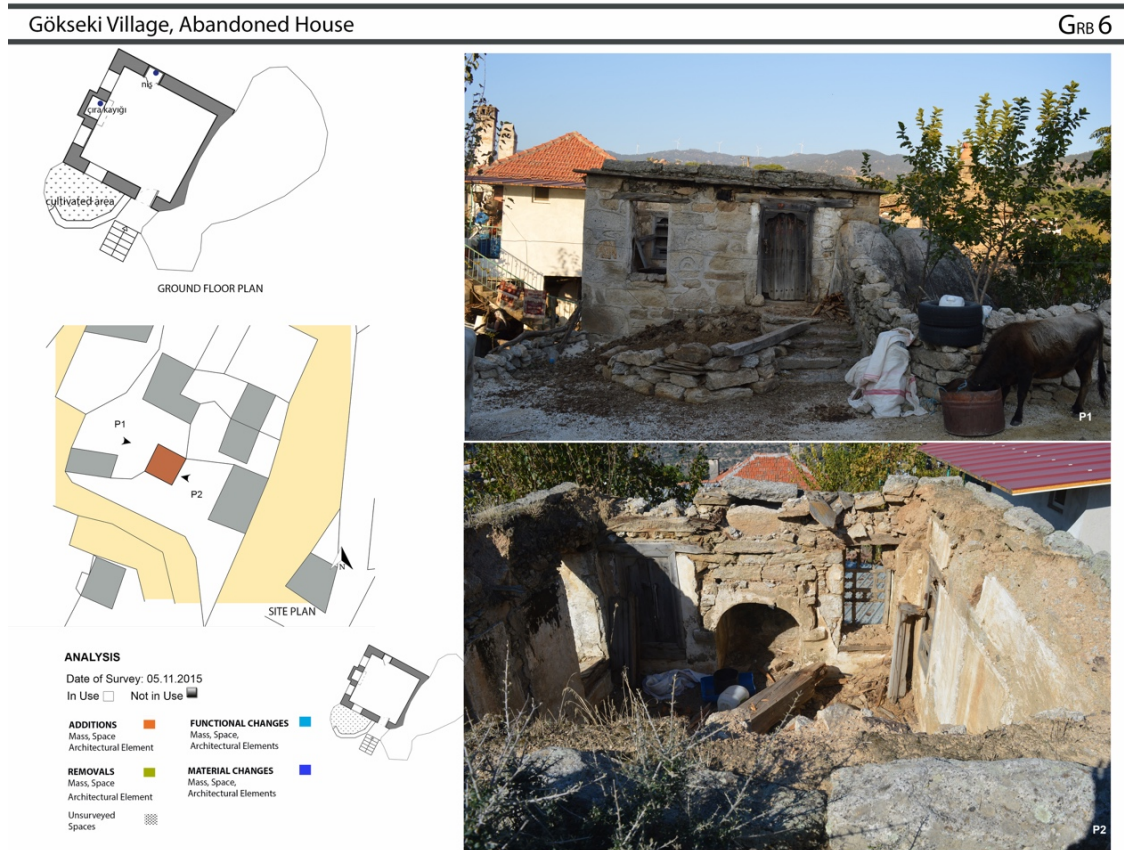 Gökseki Village, Abandoned House
GRB 6
niş
çıra kayığı
cultivated area
GROUND FLOOR PLAN
P1
P2
N
SITE PLAN
ANALYSIS
Date of Survey: 05.11.2015
In Use Not in Use
ADDITIONS
Mass, Space
Architectural Element
FUNCTIONAL CHANGES
Mass, Space,
Architectural Elements
REMOVALS
Mass, Space
Architectural Element
MATERIAL CHANGES
Mass, Space,
Architectural Elements
Unsurveyed
Spaces
P1
P2